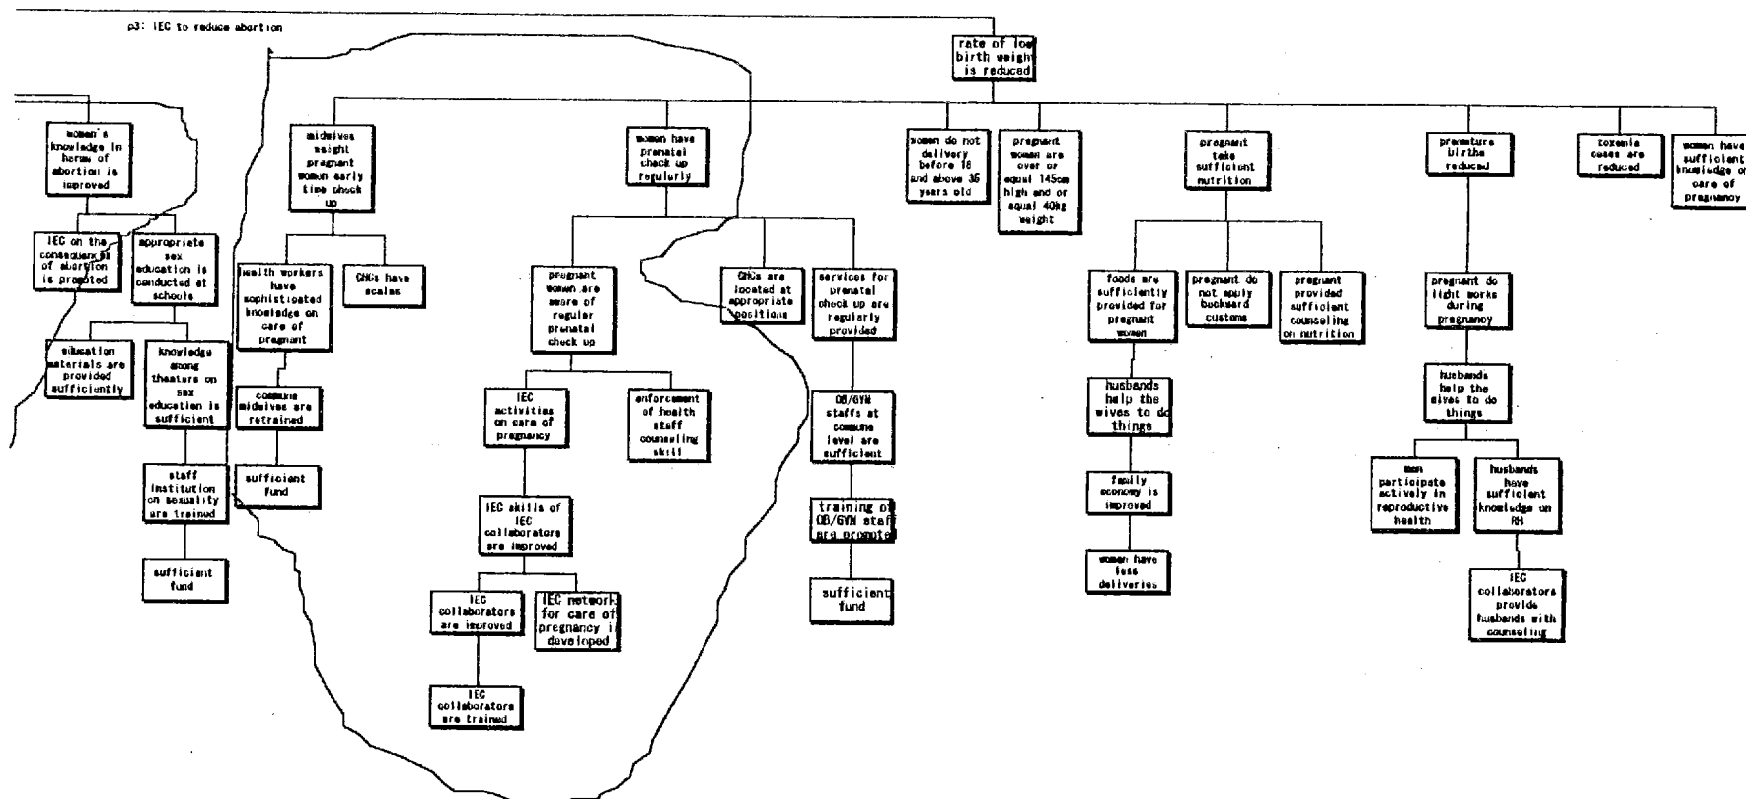 p3: IEC to reduce abortion
rate of low
birth weigh
is reduced
women's
knowledge in
harms of
abortion is
improved
midwives
weight
pregnant
women early
time check
up
women have
prenatal
check up
regularly
women do not
delivery
before 18
and above 35
years old
pregnant
women are
over or
equal 145cm
high and or
equal 40kg
weight
pregnant
take
sufficient
nutrition
premature
births
reduced
toxemia
cases are
reduced
women have
sufficient
knowledge on
care of
pregnancy
IEC on the
consequences
of abortion
is promoted
appropriate
sex
education is
conducted at
schools
health workers
have
sophisticated
knowledge on
care of
pregnant
CHCs have
scales
pregnant
women are
aware of
regular
prenatal
check up
CHCs are
located at
appropriate
positions
services for
prenatal
check up are
regularly
provided
foods are
sufficiently
provided for
pregnant
women
pregnant do
not apply
backward
customs
pregnant
provided
sufficient
counseling
on nutrition
pregnant do
light works
during
pregnancy
education
materials are
provided
sufficiently
knowledge
among
theaters on
sex
education is
sufficient
commune
midwives are
retrained
IEC
activities
on care of
pregnancy
enforcement
of health
staff
counseling
skill
OB/GYN
staffs at
commune
level are
sufficient
husbands
help the
wives to do
things
husbands
help the
wives to do
things
staff
institution
on sexuality
are trained
sufficient
fund
IEC skills of
IEC
collaborators
are improved
training of
OB/GYN staf
are promote
family
economy is
improved
men
participate
actively in
reproductive
health
husbands
have
sufficient
knowledge on
RH
sufficient
fund
IEC
collaborators
are improved
IEC network
for care of
pregnancy i
developed
sufficient
fund
women have
less
deliveries
IEC
collaborators
provide
husbands with
counseling
IEC
collaborators
are trained